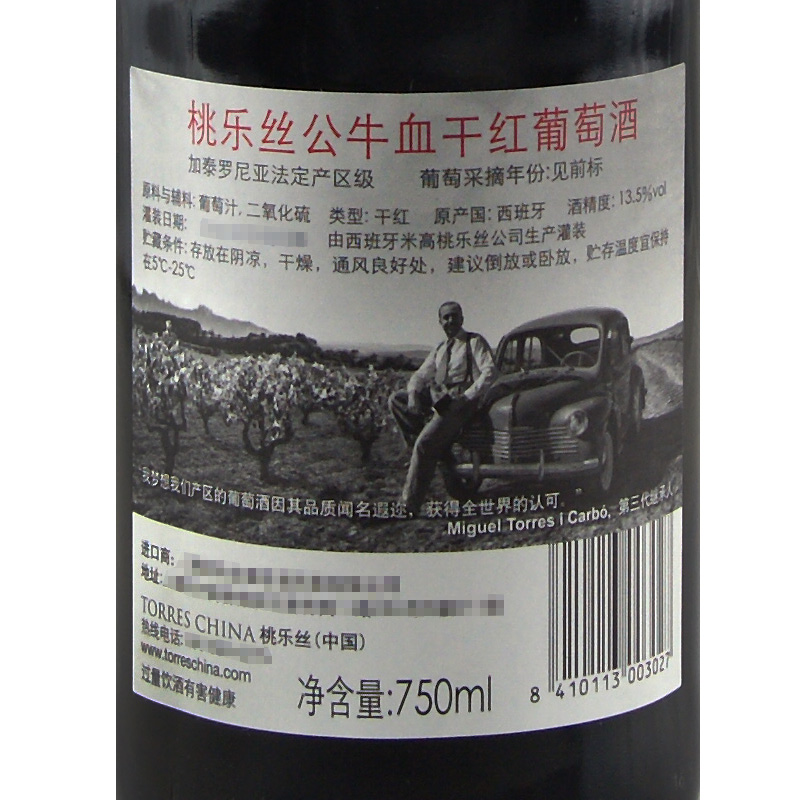 桃乐丝公牛血干红葡萄酒
加泰罗尼亚法定产区级 葡萄采摘年份:见前标
原料与辅料: 葡萄汁, 二氧化硫 类型: 干红 原产国: 西班牙 酒精度: 13.5%vol
灌装日期: 由西班牙米高桃乐丝公司生产灌装
贮藏条件: 存放在阴凉, 干燥, 通风良好处, 建议倒放或卧放, 贮存温度宜保持
在5℃-25℃
"我梦想我们产区的葡萄酒因其品质闻名遐迩, 获得全世界的认可。"
Miguel Torres i Carbó, 第三代继承人
进口商:
地址:
TORRES CHINA 桃乐丝(中国)
热线电话:
www.torreschina.com
过量饮酒有害健康
净含量:750ml
8 410113 003027